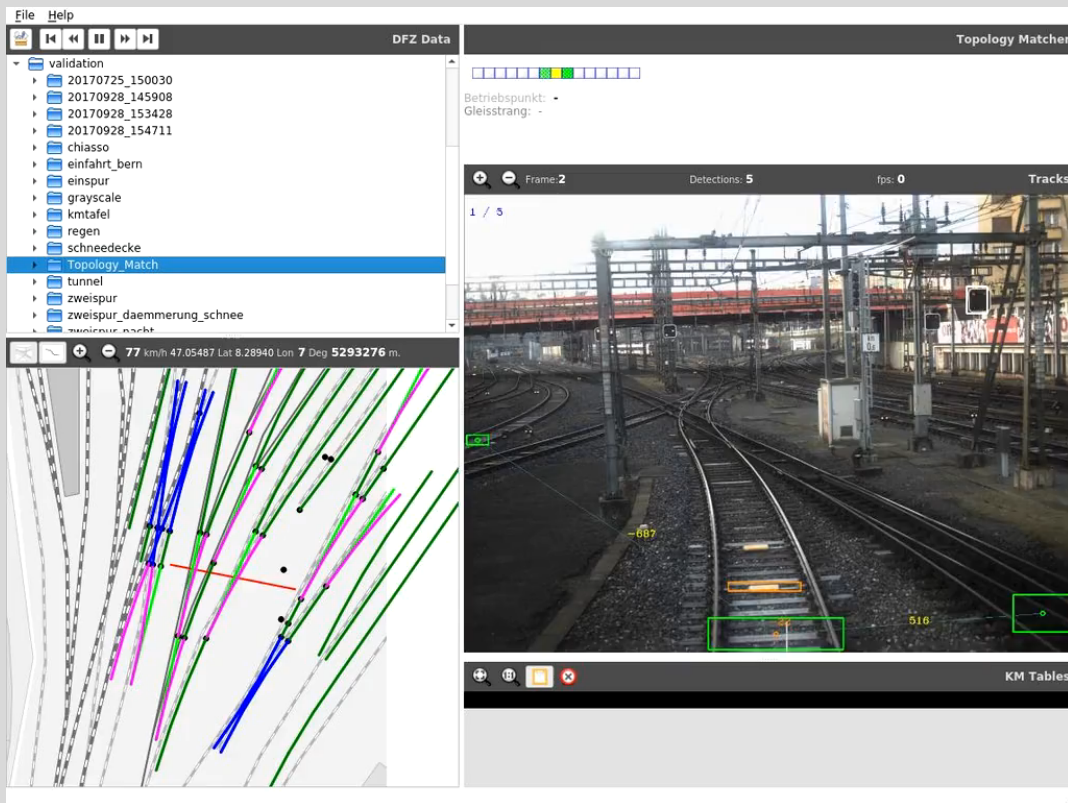 File Help
DFZ Data
Topology Matcher
validation
20170725_150030
20170928_145908
20170928_153428
20170928_154711
chiasso
einfahrt_bern
einspur
grayscale
kmtafel
regen
schneedecke
Topology_Match
tunnel
zweispur
zweispur_daemmerung_schnee
zweispur_nacht
Betriebspunkt: -
Gleisstrang: -
Frame:2 Detections: 5 fps: 0 Tracks
1 / 5
-687
516
77 km/h 47.05487 Lat 8.28940 Lon 7 Deg 5293276 m.
KM Tables